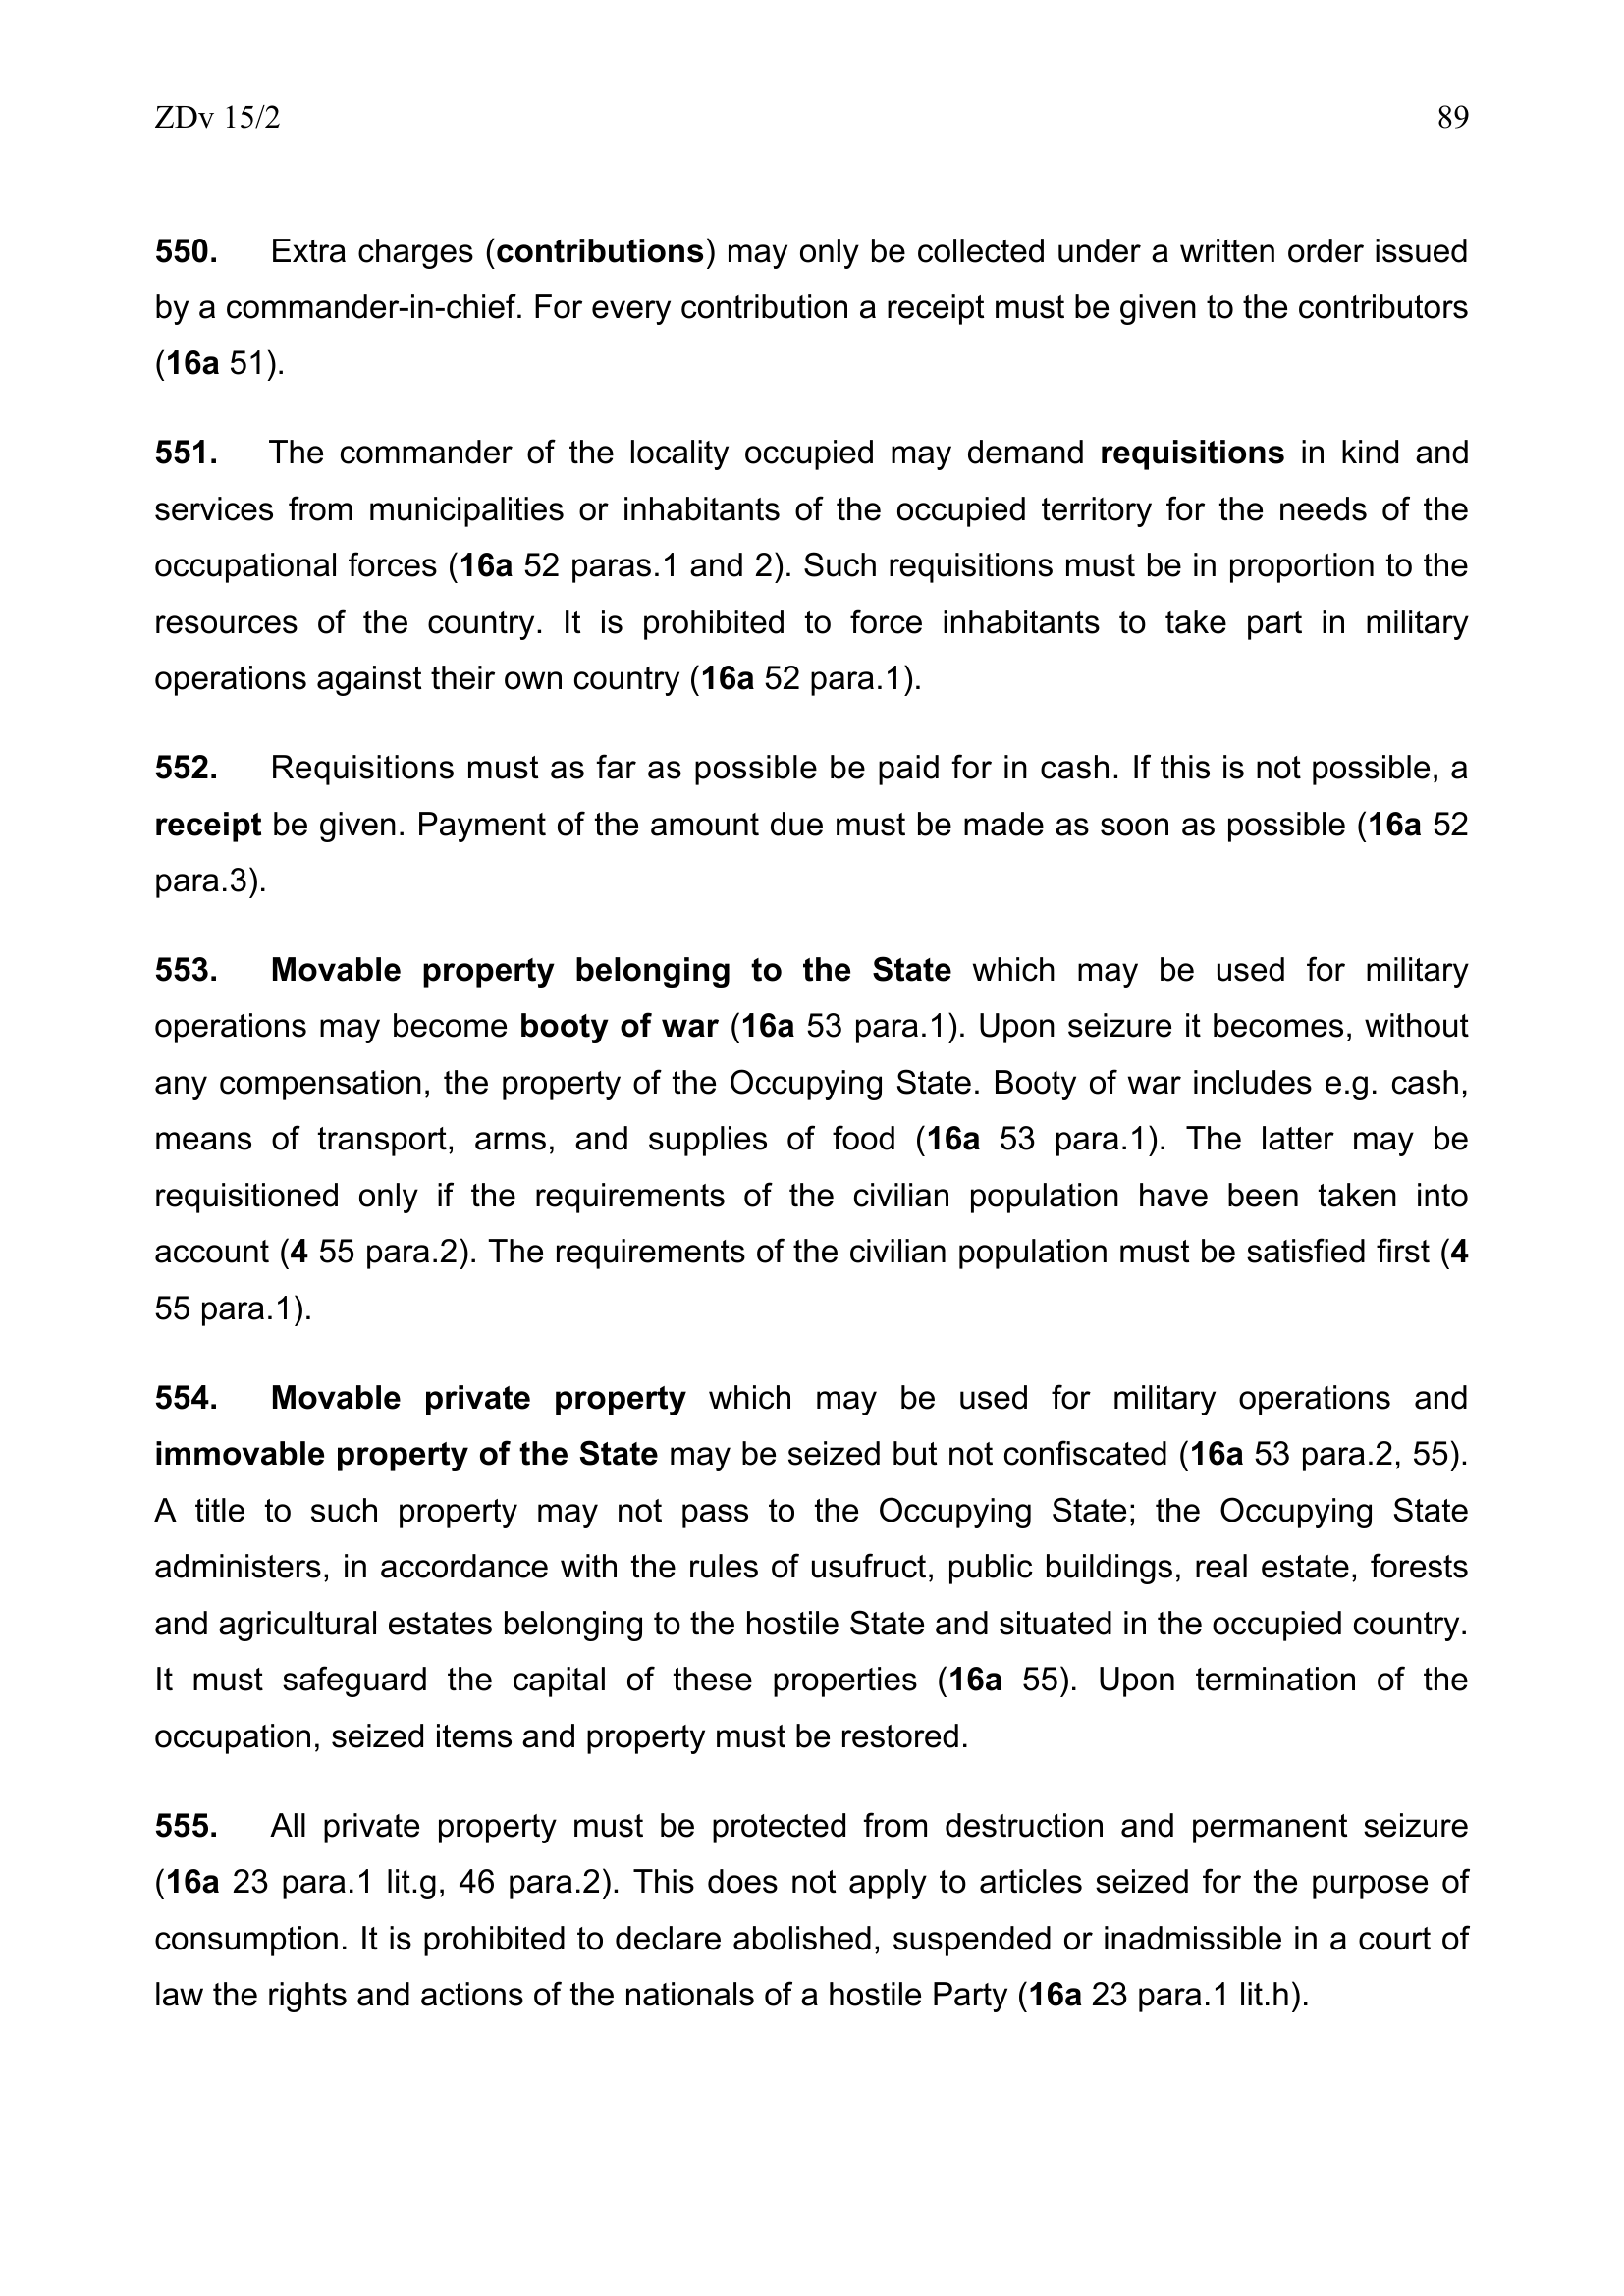 ZDv 15/2 89
550. Extra charges (contributions) may only be collected under a written order issued
by a commander-in-chief. For every contribution a receipt must be given to the contributors
(16a 51).
551. The commander of the locality occupied may demand requisitions in kind and
services from municipalities or inhabitants of the occupied territory for the needs of the
occupational forces (16a 52 paras.1 and 2). Such requisitions must be in proportion to the
resources of the country. It is prohibited to force inhabitants to take part in military
operations against their own country (16a 52 para.1).
552. Requisitions must as far as possible be paid for in cash. If this is not possible, a
receipt be given. Payment of the amount due must be made as soon as possible (16a 52
para.3).
553. Movable property belonging to the State which may be used for military
operations may become booty of war (16a 53 para.1). Upon seizure it becomes, without
any compensation, the property of the Occupying State. Booty of war includes e.g. cash,
means of transport, arms, and supplies of food (16a 53 para.1). The latter may be
requisitioned only if the requirements of the civilian population have been taken into
account (4 55 para.2). The requirements of the civilian population must be satisfied first (4
55 para.1).
554. Movable private property which may be used for military operations and
immovable property of the State may be seized but not confiscated (16a 53 para.2, 55).
A title to such property may not pass to the Occupying State; the Occupying State
administers, in accordance with the rules of usufruct, public buildings, real estate, forests
and agricultural estates belonging to the hostile State and situated in the occupied country.
It must safeguard the capital of these properties (16a 55). Upon termination of the
occupation, seized items and property must be restored.
555. All private property must be protected from destruction and permanent seizure
(16a 23 para.1 lit.g, 46 para.2). This does not apply to articles seized for the purpose of
consumption. It is prohibited to declare abolished, suspended or inadmissible in a court of
law the rights and actions of the nationals of a hostile Party (16a 23 para.1 lit.h).